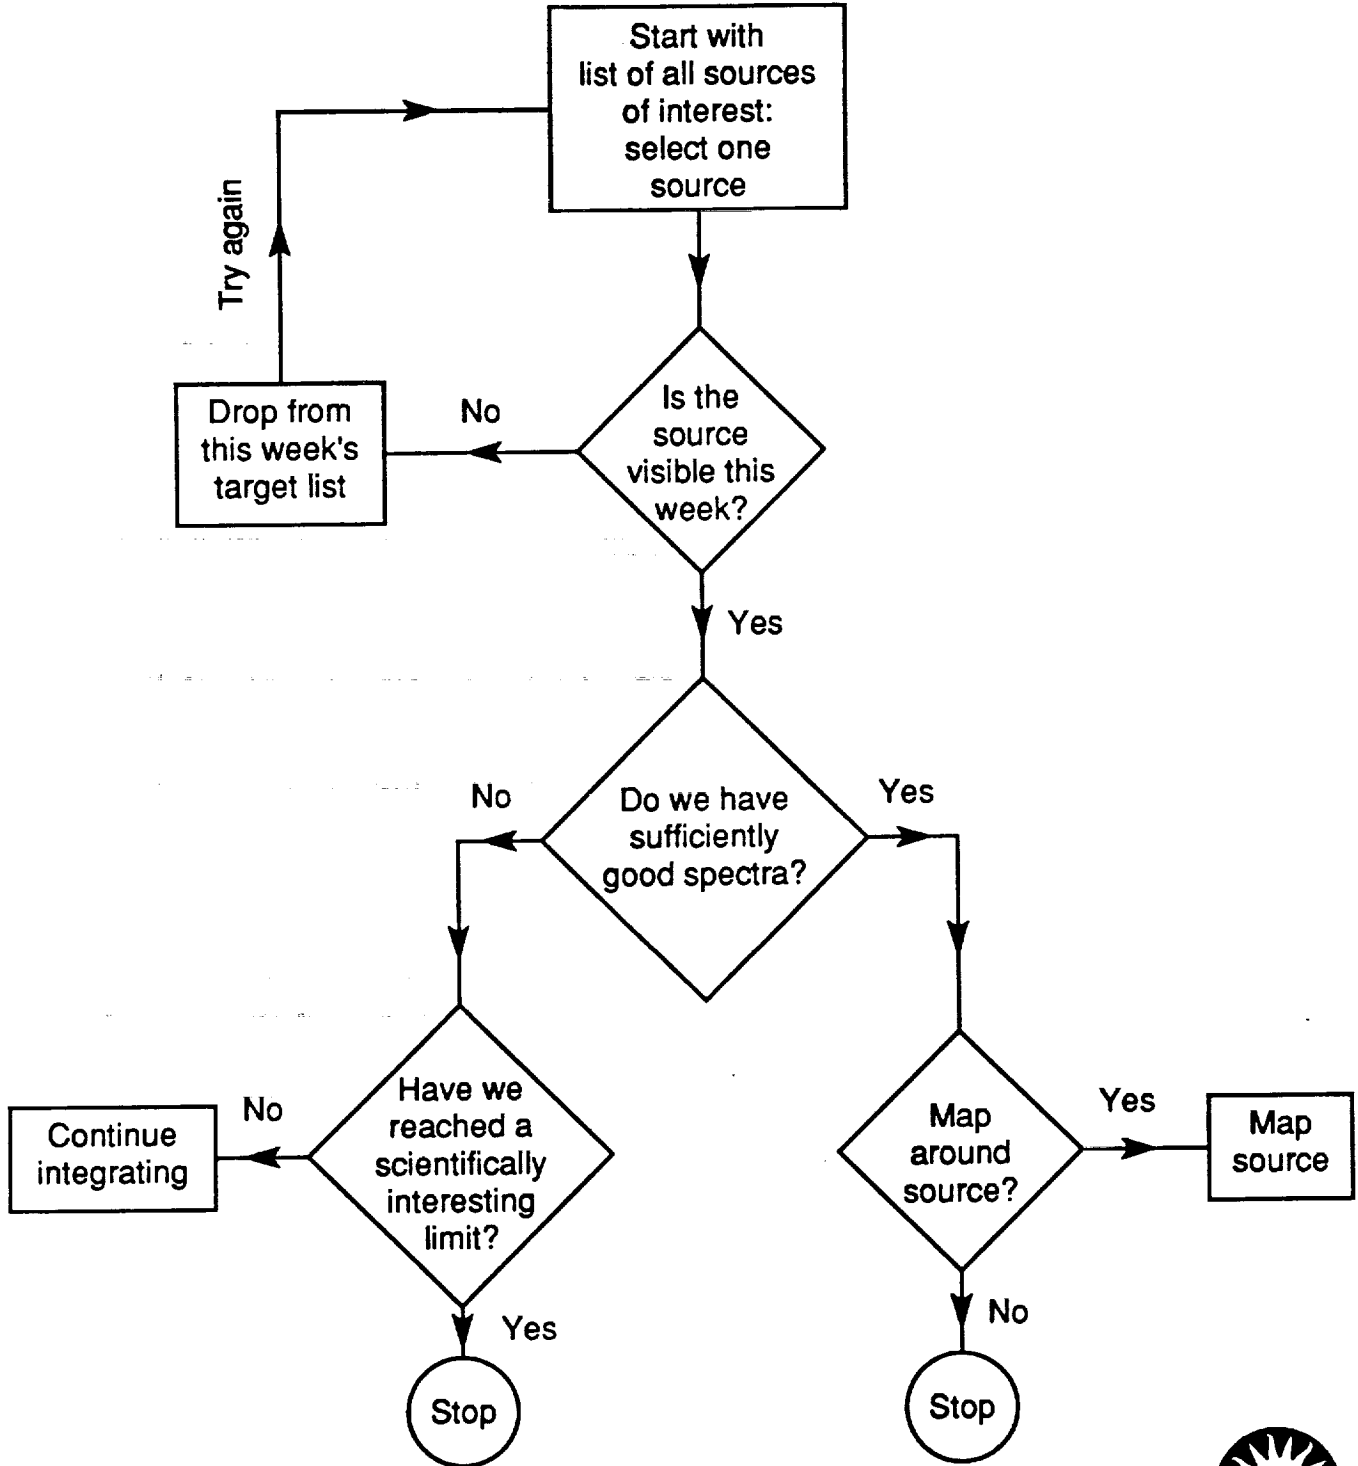 Start with
list of all sources
of interest:
select one
source
Try again
Is the
source
visible this
week?
No
Drop from
this week's
target list
Yes
Do we have
sufficiently
good spectra?
No
Yes
Have we
reached a
scientifically
interesting
limit?
No
Continue
integrating
Yes
Stop
Map
around
source?
Yes
Map
source
No
Stop